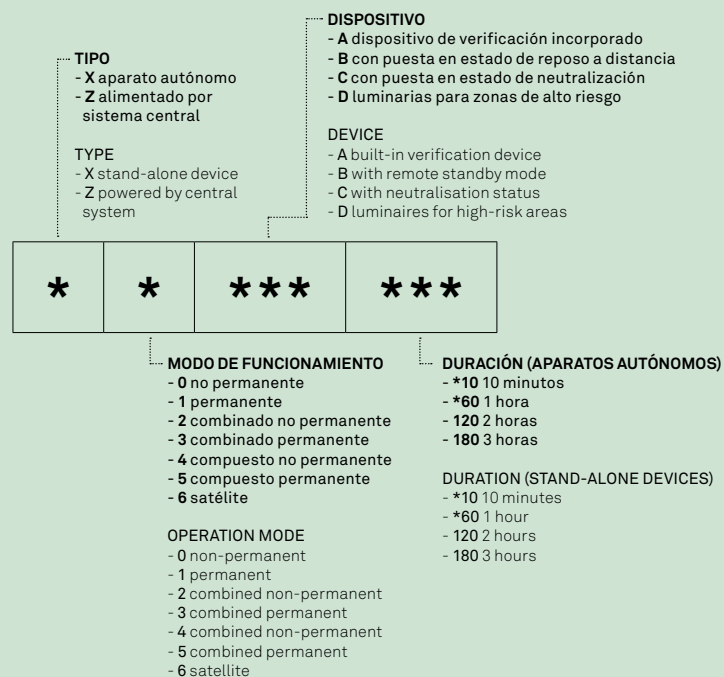 DISPOSITIVO
- A dispositivo de verificación incorporado
- B con puesta en estado de reposo a distancia
- C con puesta en estado de neutralización
- D luminarias para zonas de alto riesgo
DEVICE
- A built-in verification device
- B with remote standby mode
- C with neutralisation status
- D luminaires for high-risk areas
TIPO
- X aparato autónomo
- Z alimentado por
sistema central
TYPE
- X stand-alone device
- Z powered by central
system
* * *** ***
MODO DE FUNCIONAMIENTO
- 0 no permanente
- 1 permanente
- 2 combinado no permanente
- 3 combinado permanente
- 4 compuesto no permanente
- 5 compuesto permanente
- 6 satélite
OPERATION MODE
- 0 non-permanent
- 1 permanent
- 2 combined non-permanent
- 3 combined permanent
- 4 combined non-permanent
- 5 combined permanent
- 6 satellite
DURACIÓN (APARATOS AUTÓNOMOS)
- *10 10 minutos
- *60 1 hora
- 120 2 horas
- 180 3 horas
DURATION (STAND-ALONE DEVICES)
- *10 10 minutes
- *60 1 hour
- 120 2 hours
- 180 3 hours